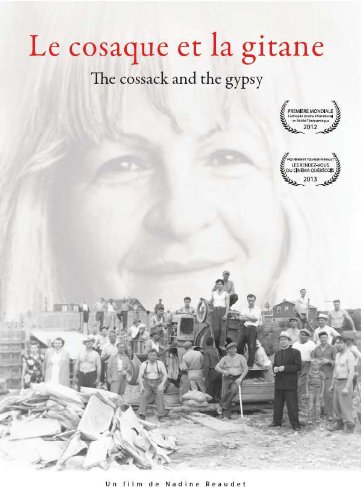 Le cosaque et la gitane
The cossack and the gypsy
PREMIÈRE MONDIALE
2012
LES RENDEZ-VOUS
DU CINÉMA QUÉBÉCOIS
2013
Un film de Nadine Beaudet